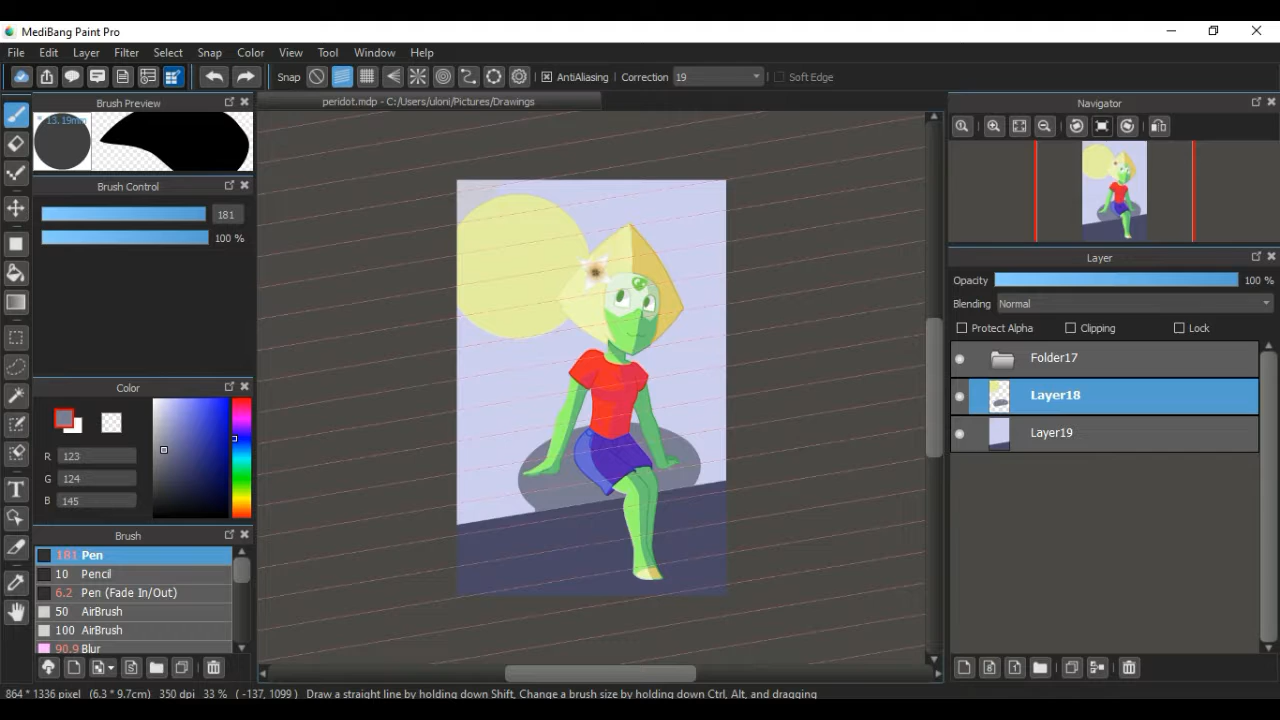 MediBang Paint Pro
File Edit Layer Filter Select Snap Color View Tool Window Help
Snap AntiAliasing Correction 19 Soft Edge
Brush Preview
peridot.mdp - C:/Users/uloni/Pictures/Drawings
Navigator
13.19mm
Brush Control
181
100 %
Layer
Opacity 100 %
Blending Normal
Protect Alpha Clipping Lock
Folder17
Layer18
Layer19
Color
R 123
G 124
B 145
Brush
181 Pen
10 Pencil
6.2 Pen (Fade In/Out)
50 AirBrush
100 AirBrush
90.9 Blur
864 * 1336 pixel (6.3 * 9.7cm) 350 dpi 33 % ( -137, 1099 ) Draw a straight line by holding down Shift, Change a brush size by holding down Ctrl, Alt, and dragging